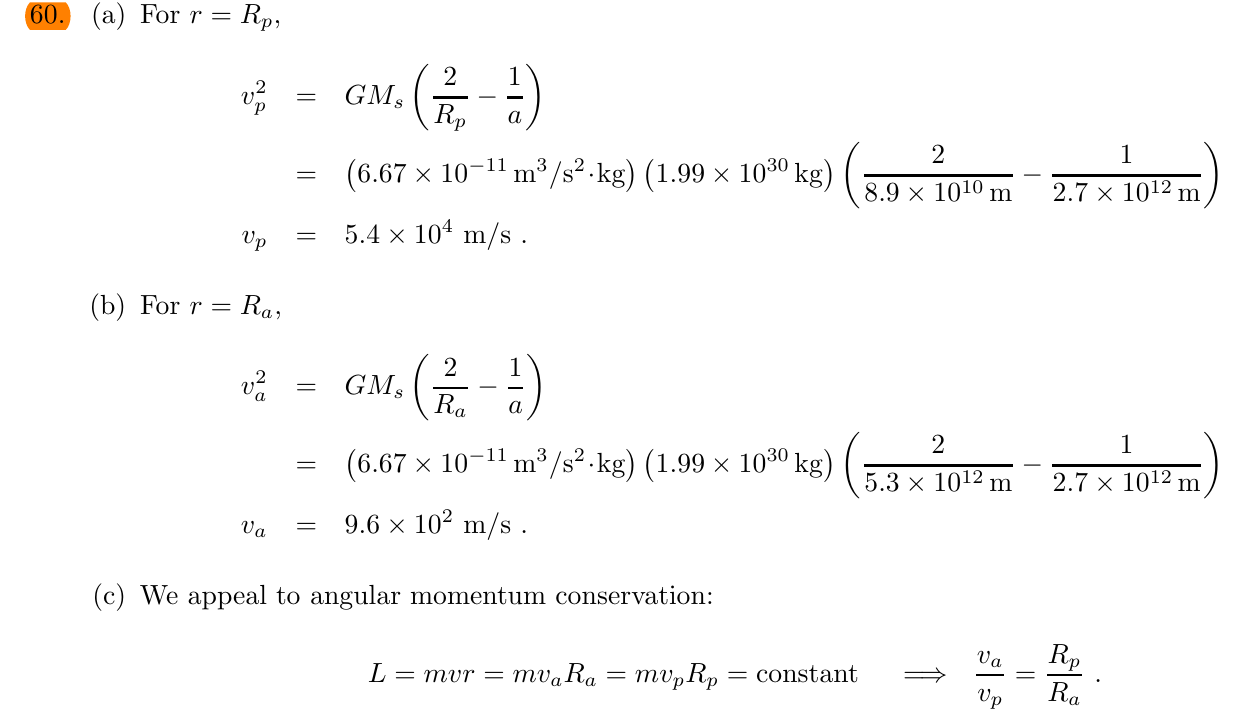 60. (a) For r = R_p,
v_p^2 = GM_s (2/R_p − 1/a)
= (6.67 × 10^−11 m^3/s^2·kg) (1.99 × 10^30 kg) (2/(8.9 × 10^10 m) − 1/(2.7 × 10^12 m))
v_p = 5.4 × 10^4 m/s .
(b) For r = R_a,
v_a^2 = GM_s (2/R_a − 1/a)
= (6.67 × 10^−11 m^3/s^2·kg) (1.99 × 10^30 kg) (2/(5.3 × 10^12 m) − 1/(2.7 × 10^12 m))
v_a = 9.6 × 10^2 m/s .
(c) We appeal to angular momentum conservation:
L = mvr = mv_aR_a = mv_pR_p = constant ⟹ v_a/v_p = R_p/R_a .